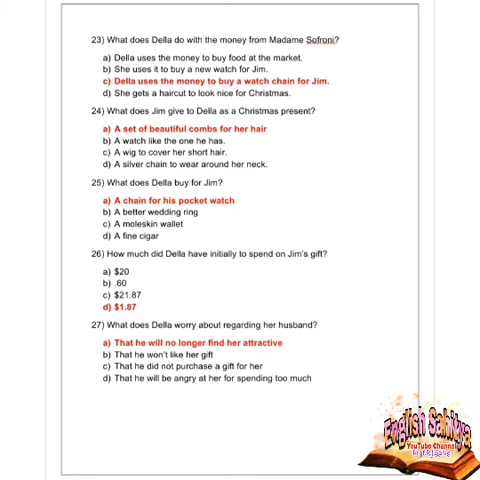 23) What does Della do with the money from Madame Sofroni?
a) Della uses the money to buy food at the market.
b) She uses it to buy a new watch for Jim.
c) Della uses the money to buy a watch chain for Jim.
d) She gets a haircut to look nice for Christmas.
24) What does Jim give to Della as a Christmas present?
a) A set of beautiful combs for her hair
b) A watch like the one he has.
c) A wig to cover her short hair.
d) A silver chain to wear around her neck.
25) What does Della buy for Jim?
a) A chain for his pocket watch
b) A better wedding ring
c) A moleskin wallet
d) A fine cigar
26) How much did Della have initially to spend on Jim's gift?
a) $20
b) .60
c) $21.87
d) $1.87
27) What does Della worry about regarding her husband?
a) That he will no longer find her attractive
b) That he won't like her gift
c) That he did not purchase a gift for her
d) That he will be angry at her for spending too much
English Sahitya
YouTube Channel